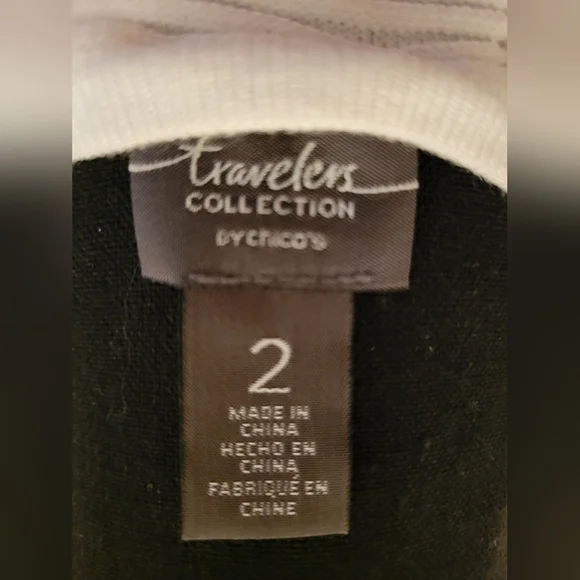 travelers
COLLECTION
BY chico's
2
MADE IN
CHINA
HECHO EN
CHINA
FABRIQUÉ EN
CHINE